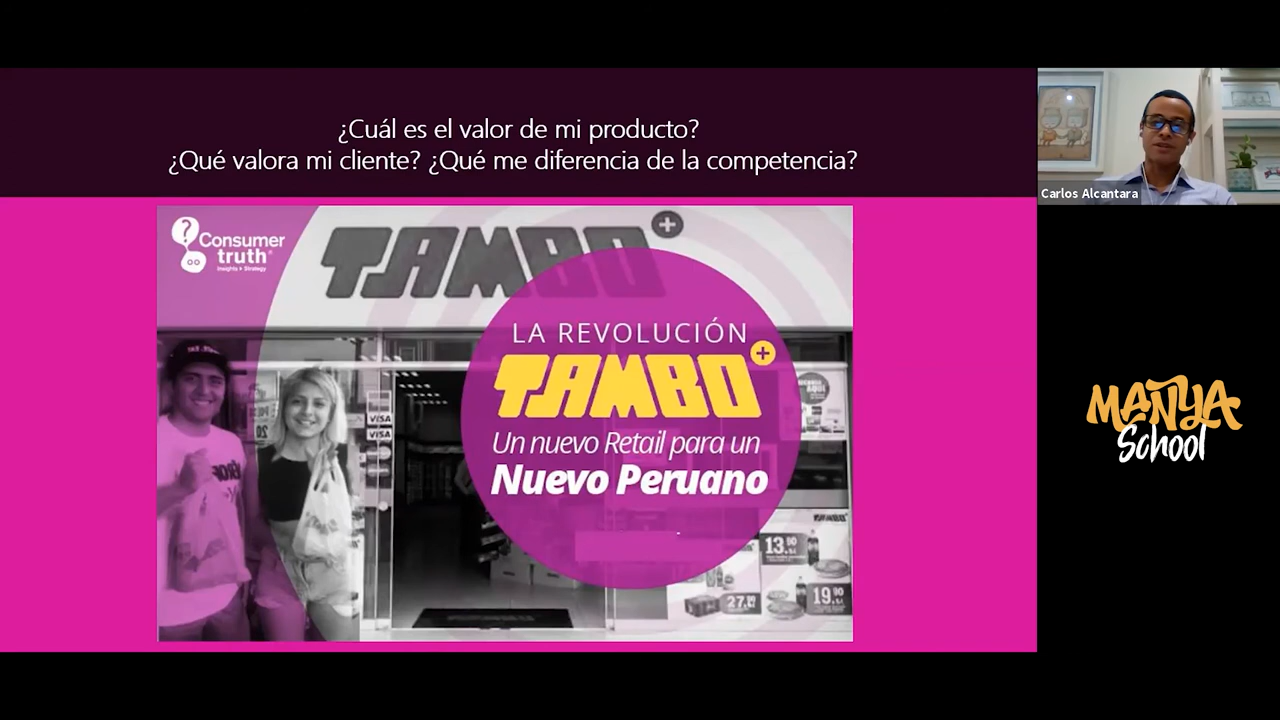 ¿Cuál es el valor de mi producto?
¿Qué valora mi cliente? ¿Qué me diferencia de la competencia?
Carlos Alcantara
Consumer
truth®
Insights + Strategy
TAMBO+
LA REVOLUCIÓN
TAMBO+
Un nuevo Retail para un
Nuevo Peruano
VISA
VISA
TAMBO
13.90
19.90
MANYA
School